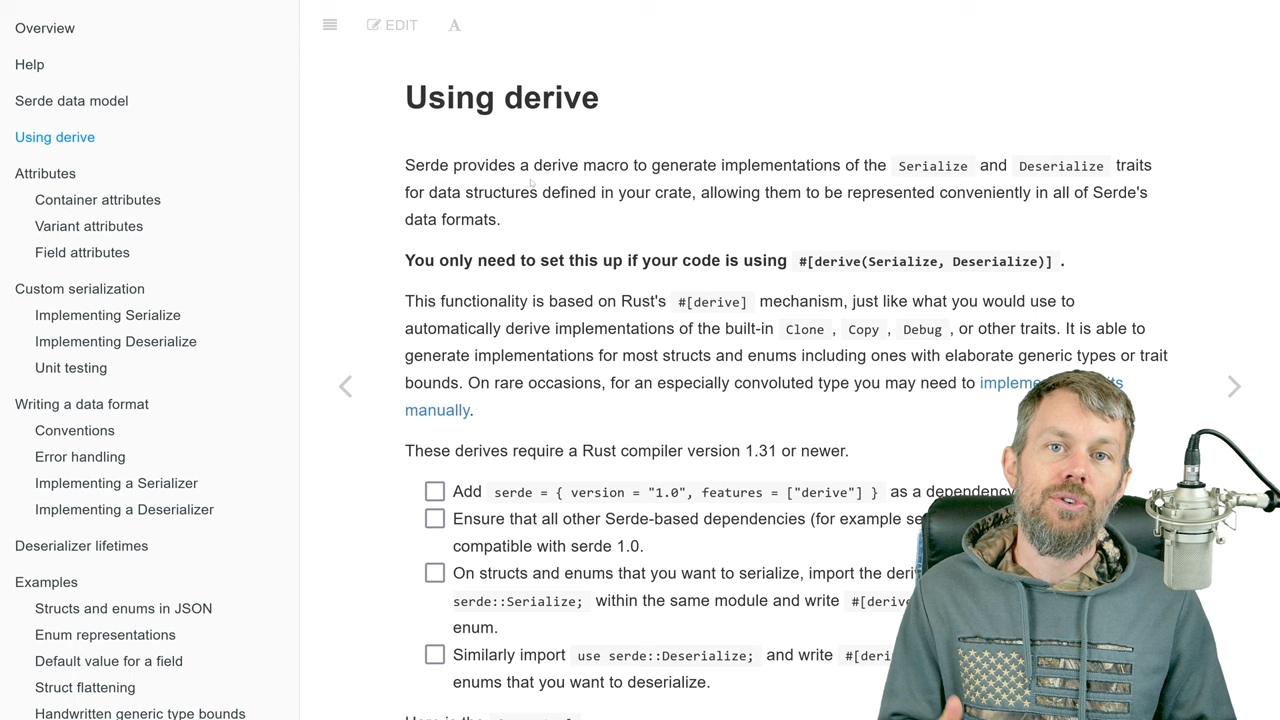 Overview
Help
Serde data model
Using derive
Attributes
Container attributes
Variant attributes
Field attributes
Custom serialization
Implementing Serialize
Implementing Deserialize
Unit testing
Writing a data format
Conventions
Error handling
Implementing a Serializer
Implementing a Deserializer
Deserializer lifetimes
Examples
Structs and enums in JSON
Enum representations
Default value for a field
Struct flattening
Handwritten generic type bounds
EDIT
A
Using derive
Serde provides a derive macro to generate implementations of the Serialize and Deserialize traits
for data structures defined in your crate, allowing them to be represented conveniently in all of Serde's
data formats.
You only need to set this up if your code is using #[derive(Serialize, Deserialize)] .
This functionality is based on Rust's #[derive] mechanism, just like what you would use to
automatically derive implementations of the built-in Clone , Copy , Debug , or other traits. It is able to
generate implementations for most structs and enums including ones with elaborate generic types or trait
bounds. On rare occasions, for an especially convoluted type you may need to
manually.
These derives require a Rust compiler version 1.31 or newer.
Add serde = { version = "1.0", features = ["derive"] } as a dependency
Ensure that all other Serde-based dependencies (for example
compatible with serde 1.0.
On structs and enums that you want to serialize, import the
serde::Serialize; within the same module and write
enum.
Similarly import use serde::Deserialize; and write
enums that you want to deserialize.
Here is the